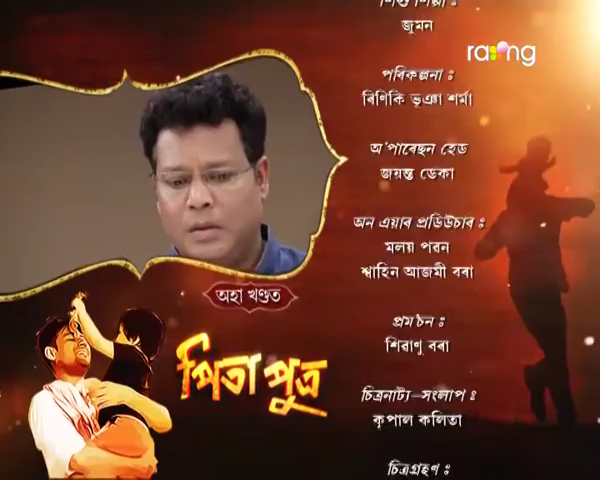 শিশু শিল্পী :
জুমন
raang
পৰিকল্পনা :
ৰিণিকি ভূঞা শৰ্মা
অ'পাৰেছন হেড
জয়ন্ত ডেকা
অন এয়াৰ প্ৰডিউচাৰ :
মলয় পৱন
শ্বাহিন আজমী বৰা
অহা খণ্ডত
প্ৰম'চন :
শিৱাণু বৰা
পিতা পুত্ৰ
চিত্ৰনাট্য-সংলাপ :
কৃপাল কলিতা
চিত্ৰগ্ৰহণ :